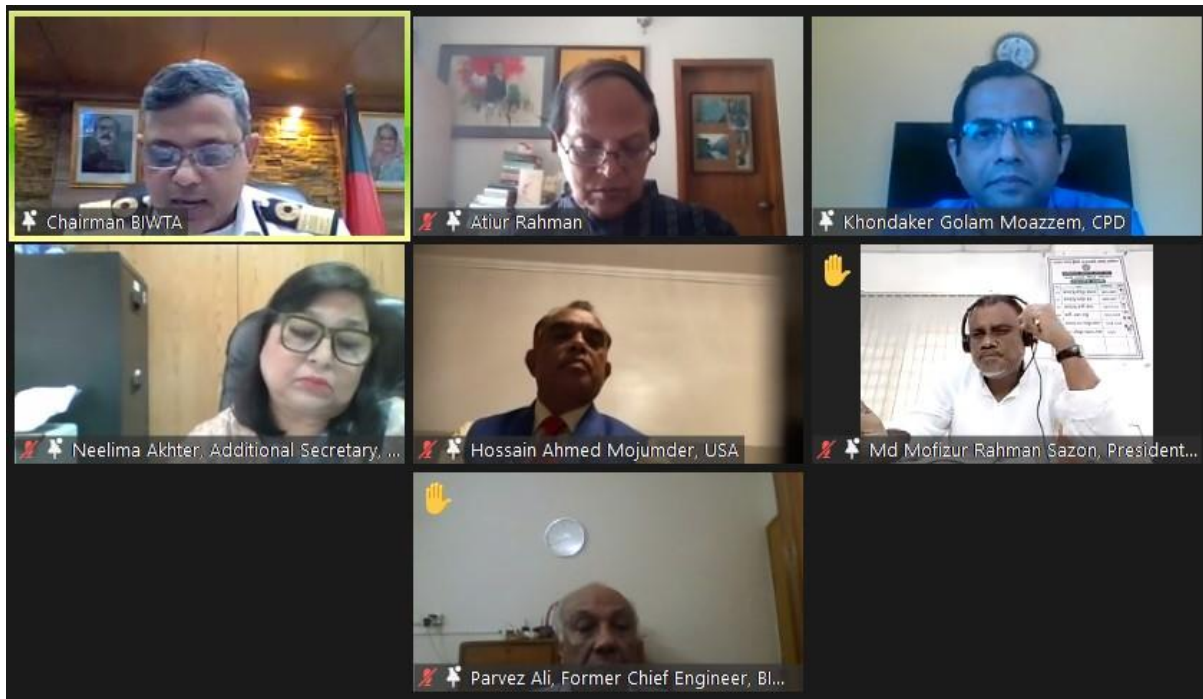 Chairman BIWTA
Atiur Rahman
Khondaker Golam Moazzem, CPD
Neelima Akhter, Additional Secretary, ...
Hossain Ahmed Mojumder, USA
Md Mofizur Rahman Sazon, President...
Parvez Ali, Former Chief Engineer, BI...